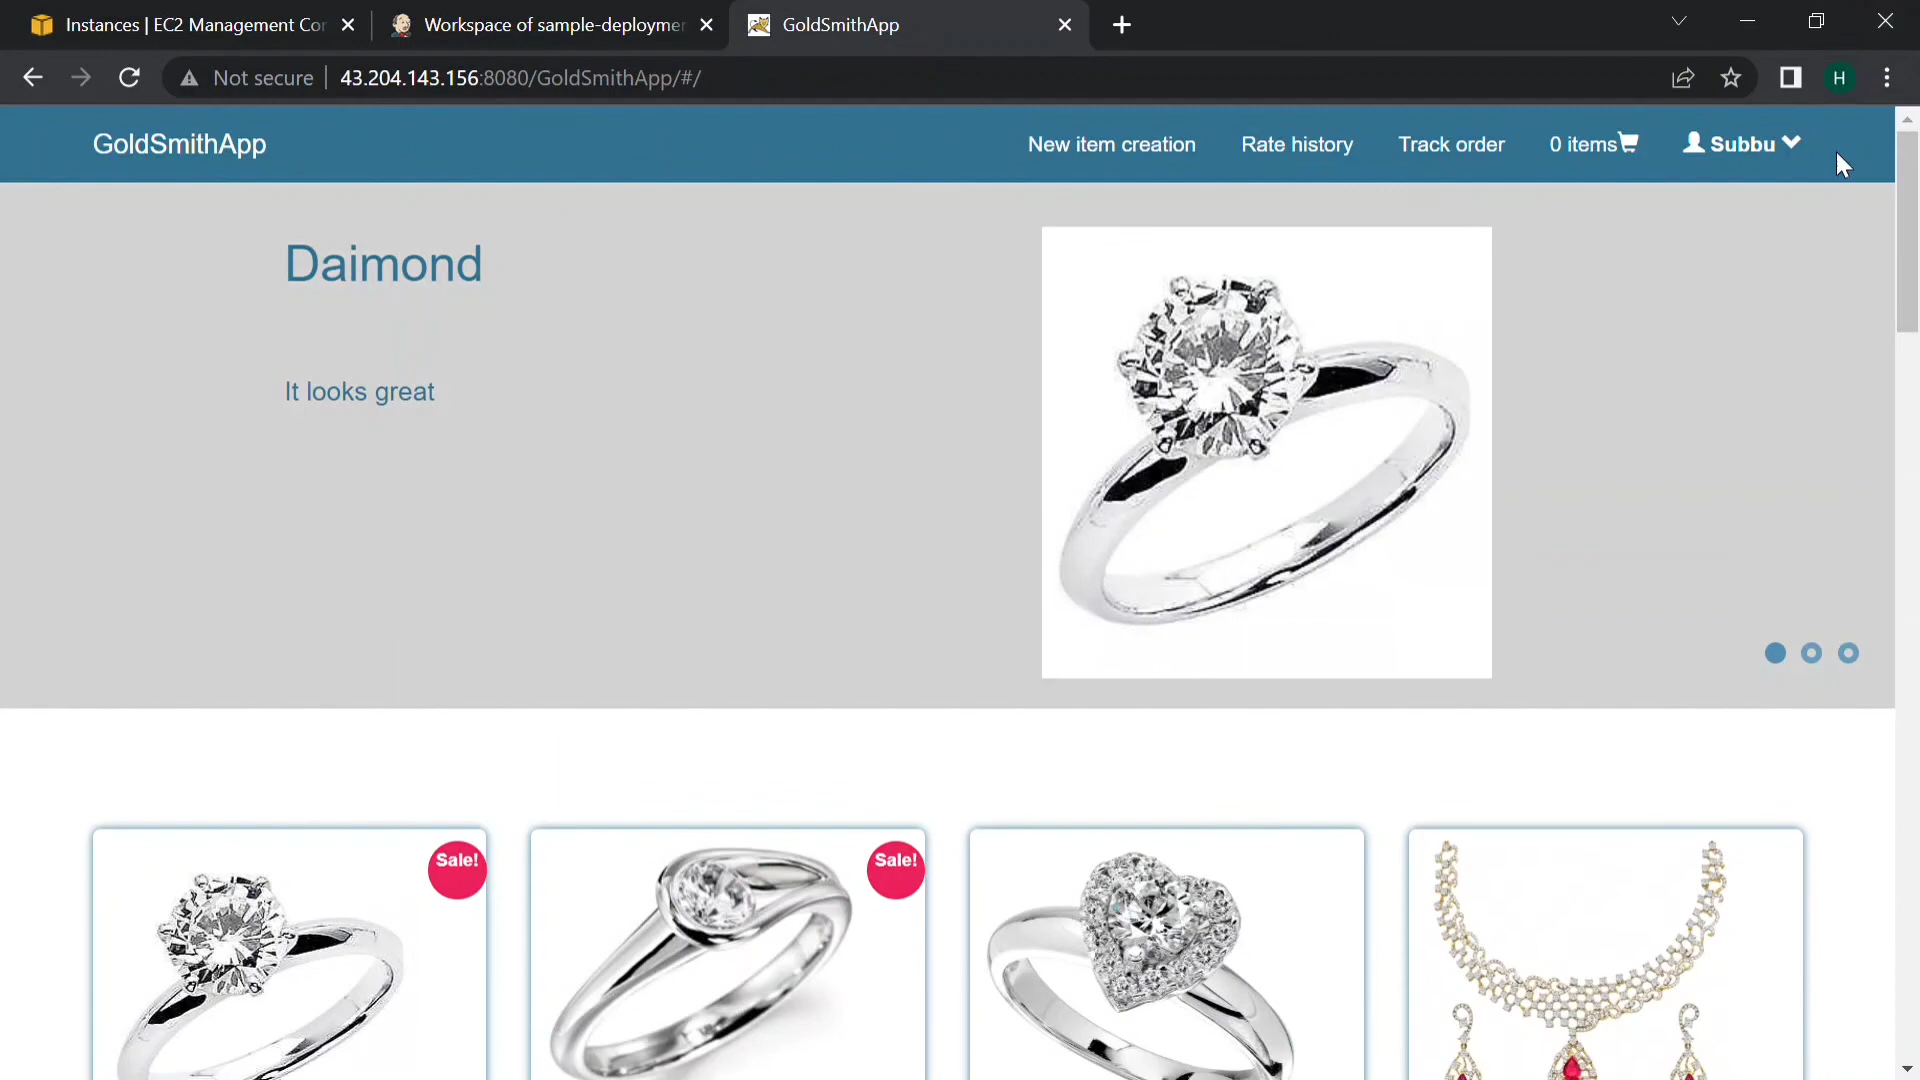 Instances | EC2 Management Cor
Workspace of sample-deploymer
GoldSmithApp
Not secure
43.204.143.156:8080/GoldSmithApp/#/
H
GoldSmithApp
New item creation
Rate history
Track order
0 items
Subbu
Daimond
It looks great
Sale!
Sale!